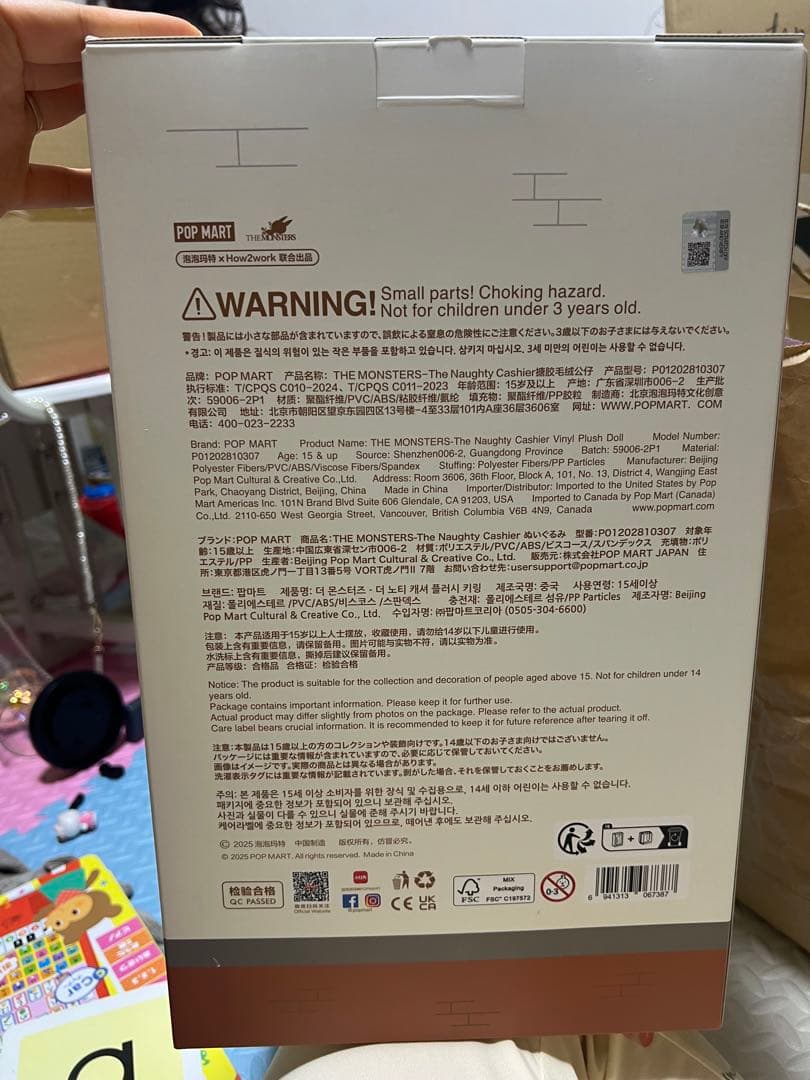 POP MART THE MONSTERS
泡泡玛特 × How2work 联合出品
WARNING! Small parts! Choking hazard.
Not for children under 3 years old.
警告！製品には小さな部品が含まれていますので、誤飲による窒息の危険性にご注意ください。3歳以下のお子さまには与えないでください。
*경고: 이 제품은 질식의 위험이 있는 작은 부품을 포함하고 있습니다. 삼키지 마십시오. 3세 미만의 어린이는 사용할 수 없습니다.
品牌：POP MART 产品名称：THE MONSTERS-The Naughty Cashier搪胶毛绒公仔 产品型号：P01202810307
执行标准：T/CPQS C010-2024、T/CPQS C011-2023 年龄范围：15岁及以上 产地：广东省深圳市006-2 生产批
次：59006-2P1 材质：聚酯纤维/PVC/ABS/粘胶纤维/氨纶 填充物：聚酯纤维/PP胶粒 制造商：北京泡泡玛特文化创意
有限公司 地址：北京市朝阳区望京东园四区13号楼-4至33层101内A座36层3606室 网址：WWW.POPMART. COM
电话：400-023-2233
Brand: POP MART Product Name: THE MONSTERS-The Naughty Cashier Vinyl Plush Doll Model Number:
P01202810307 Age: 15 & up Source: Shenzhen006-2, Guangdong Province Batch: 59006-2P1 Material:
Polyester Fibers/PVC/ABS/Viscose Fibers/Spandex Stuffing: Polyester Fibers/PP Particles Manufacturer: Beijing
Pop Mart Cultural & Creative Co., Ltd. Address: Room 3606, 36th Floor, Block A, 101, No. 13, District 4, Wangjing East
Park, Chaoyang District, Beijing, China Made in China Importer/Distributor: Imported to the United States by Pop
Mart Americas Inc. 101N Brand Blvd Suite 606 Glendale, CA 91203, USA Imported to Canada by Pop Mart (Canada)
Co.,Ltd. 2110-650 West Georgia Street, Vancouver, British Columbia V6B 4N9, Canada www.popmart.com
ブランド：POP MART 商品名：THE MONSTERS-The Naughty Cashier ぬいぐるみ 型番：P01202810307 対象年
齢：15歳以上 生産地：中国広東省深セン市006-2 材質：ポリエステル/PVC/ABS/ビスコース/スパンデックス 充填物：ポリ
エステル/PP 生産者：Beijing Pop Mart Cultural & Creative Co., Ltd. 販売元：株式会社POP MART JAPAN 住
所：東京都港区虎ノ門一丁目13番5号 VORT虎ノ門II 7階 お問い合わせ先：usersupport@popmart.co.jp
브랜드: 팝마트 제품명: 더 몬스터즈 - 더 노티 캐셔 플러시 키링 제조국명: 중국 사용연령: 15세이상
재질: 폴리에스테르 /PVC/ABS/비스코스 /스판덱스 충전재: 폴리에스테르 섬유/PP Particles 제조자명: Beijing
Pop Mart Cultural & Creative Co., Ltd. 수입자명: ㈜팝마트코리아 (0505-304-6600)
注意： 本产品适用于15岁以上人士摆放，收藏使用，请勿给14岁以下儿童进行使用。
包装上含有重要信息，请保留备用。图片可能与实物不符，请以实物为准。
水洗标上含有重要信息，撕掉后建议保留备用。
产品等级：合格品 合格证：检验合格
Notice: The product is suitable for the collection and decoration of people aged above 15. Not for children under 14
years old.
Package contains important information. Please keep it for further use.
Actual product may differ slightly from photos on the package. Please refer to the actual product.
Care label bears crucial information. It is recommended to keep it for future reference after tearing it off.
注意：本製品は15歳以上の方のコレクションや装飾向けです。14歳以下のお子さま向けではございません。
パッケージには重要な情報が含まれていますので、必要に応じて保管しておいてください。
画像はイメージです。実際の商品とは異なる場合があります。
洗濯表示タグには重要な情報が記載されています。剥がした場合、それを保管しておくことをお薦めします。
주의: 본 제품은 15세 이상 소비자를 위한 장식 및 수집용으로, 14세 이하 어린이는 사용할 수 없습니다.
패키지에 중요한 정보가 포함되어 있으니 보관해 주십시오.
사진과 실물이 다를 수 있으니 실물에 준해 주시기 바랍니다.
케어라벨에 중요한 정보가 포함되어 있으므로, 떼어낸 후에도 보관해 주십시오.
© 2025 泡泡玛特 中国制造 版权所有，仿冒必究。
© 2025 POP MART. All rights reserved. Made in China
检验合格
QC PASSED
Official Website
CE UK CA
FSC
MIX
Packaging
FSC® C197572
0-3
6 941313 067387
a